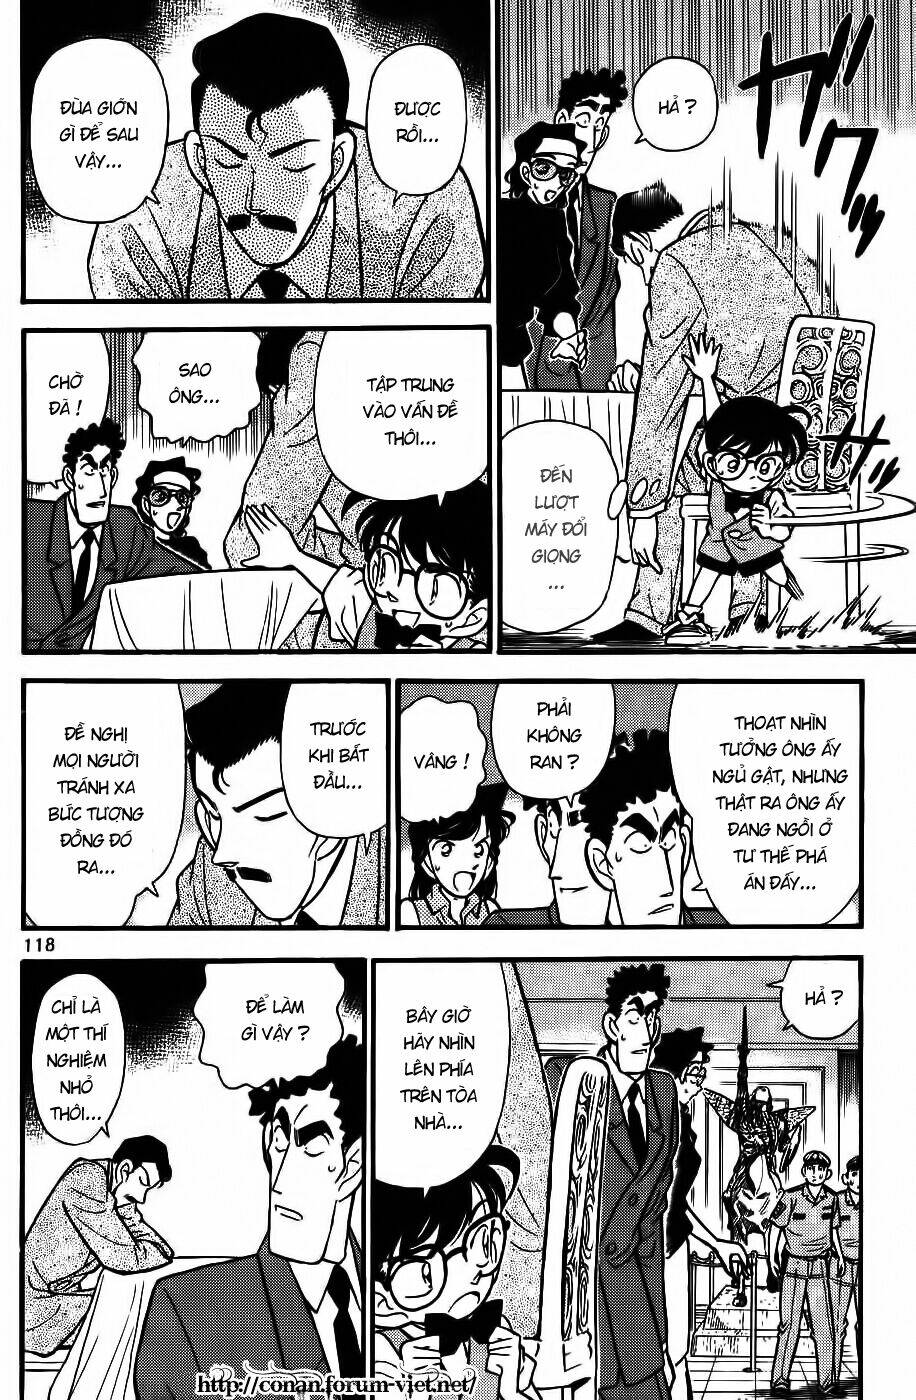 HẢ ?
ĐẾN
LƯỢT
MÁY ĐỔI
GIỌNG
...
ĐƯỢC
RỒI...
ĐÙA GIỠN
GÌ ĐỂ SAU
VẬY...
TẬP TRUNG
VÀO VẤN ĐỀ
THÔI...
SAO
ÔNG...
CHỜ
ĐÃ !
THOẠT NHÌN
TƯỞNG ÔNG ẤY
NGỦ GẬT, NHƯNG
THẬT RA ÔNG ẤY
ĐANG NGỒI Ở
TƯ THẾ PHÁ
ÁN ĐẤY...
PHẢI
KHÔNG
RAN ?
VÂNG !
TRƯỚC
KHI BẮT
ĐẦU...
ĐỀ NGHỊ
MỌI NGƯỜI
TRÁNH XA
BỨC TƯỢNG
ĐỒNG ĐÓ
RA...
118
HẢ ?
BÂY GIỜ
HÃY NHÌN
LÊN PHÍA
TRÊN TÒA
NHÀ...
ĐỂ LÀM
GÌ VẬY ?
CHỈ LÀ
MỘT THÍ
NGHIỆM
NHỎ
THÔI...
http://conan.forum-viet.net/